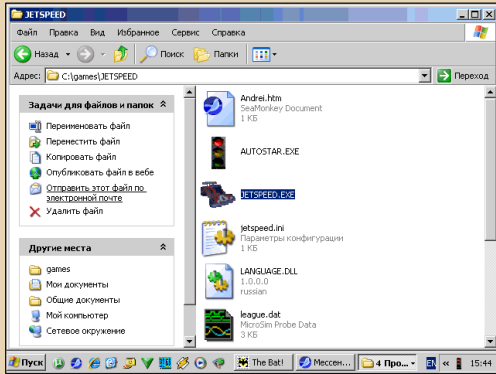 JETSPEED
Файл Правка Вид Избранное Сервис Справка
Назад Поиск Папки
Адрес: C:\games\JETSPEED Переход
Задачи для файлов и папок
Переименовать файл
Переместить файл
Копировать файл
Опубликовать файл в вебе
Отправить этот файл по
электронной почте
Удалить файл
Другие места
games
Мои документы
Общие документы
Мой компьютер
Сетевое окружение
Andrei.htm
SeaMonkey Document
1 КБ
AUTOSTAR.EXE
JETSPEED.EXE
jetspeed.ini
Параметры конфигурации
1 КБ
LANGUAGE.DLL
1.0.0.0
russian
league.dat
MicroSim Probe Data
3 КБ
Пуск The Bat! Мессен... 4 Про... EN « 15:44